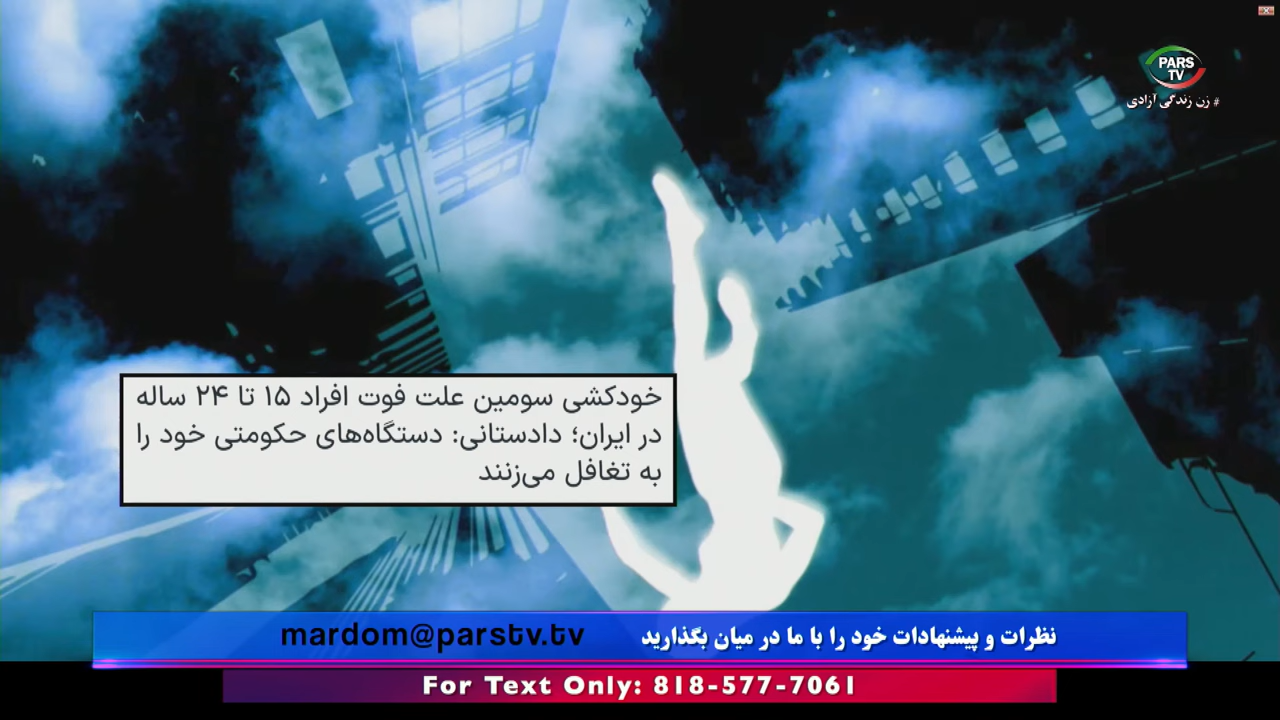 PARS
TV
# زن زندگی آزادی
خودکشی سومین علت فوت افراد ۱۵ تا ۲۴ ساله
در ایران؛ دادستانی: دستگاه‌های حکومتی خود را
به تغافل می‌زنند
نظرات و پیشنهادات خود را با ما در میان بگذارید mardom@parstv.tv
For Text Only: 818-577-7061